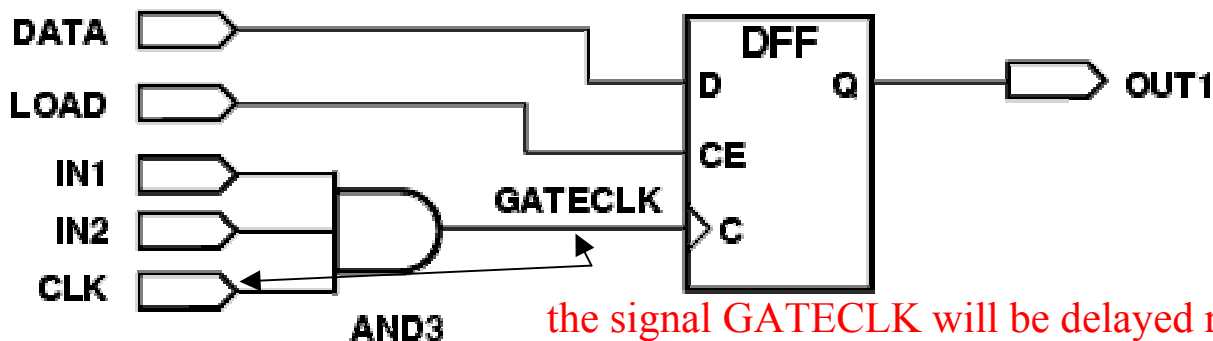 DFF
DATA
D Q OUT1
LOAD
CE
IN1
GATECLK
IN2
C
CLK
AND3
the signal GATECLK will be delayed